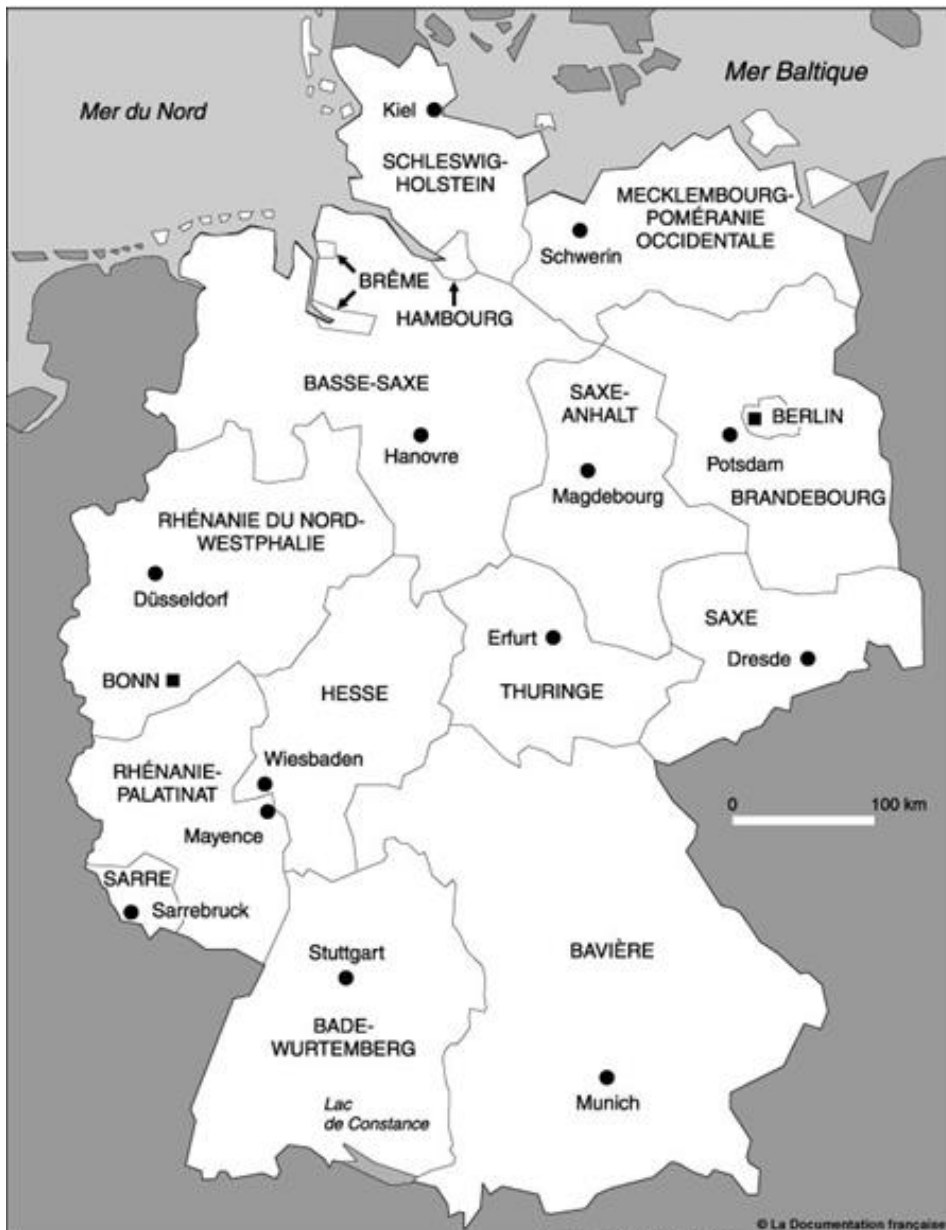 Mer du Nord
Mer Baltique
Kiel
SCHLESWIG-
HOLSTEIN
MECKLEMBOURG-
POMÉRANIE
OCCIDENTALE
Schwerin
BRÊME
HAMBOURG
BASSE-SAXE
Hanovre
SAXE-
ANHALT
Magdebourg
BERLIN
Potsdam
BRANDEBOURG
RHÉNANIE DU NORD-
WESTPHALIE
Düsseldorf
BONN
HESSE
Erfurt
THURINGE
SAXE
Dresde
Wiesbaden
RHÉNANIE-
PALATINAT
Mayence
0 100 km
SARRE
Sarrebruck
Stuttgart
BADE-
WURTEMBERG
BAVIÈRE
Munich
Lac
de Constance
© La Documentation française